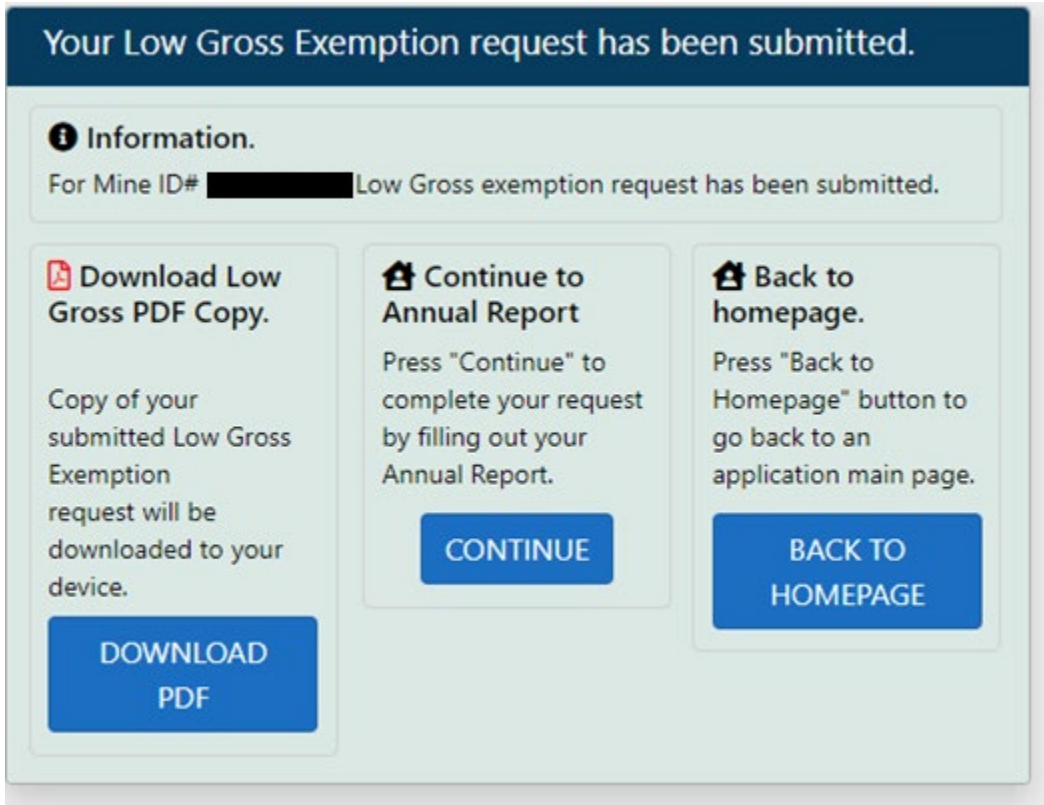 Your Low Gross Exemption request has been submitted.
Information.
For Mine ID# Low Gross exemption request has been submitted.
Download Low
Gross PDF Copy.
Copy of your
submitted Low Gross
Exemption
request will be
downloaded to your
device.
DOWNLOAD
PDF
Continue to
Annual Report
Press "Continue" to
complete your request
by filling out your
Annual Report.
CONTINUE
Back to
homepage.
Press "Back to
Homepage" button to
go back to an
application main page.
BACK TO
HOMEPAGE